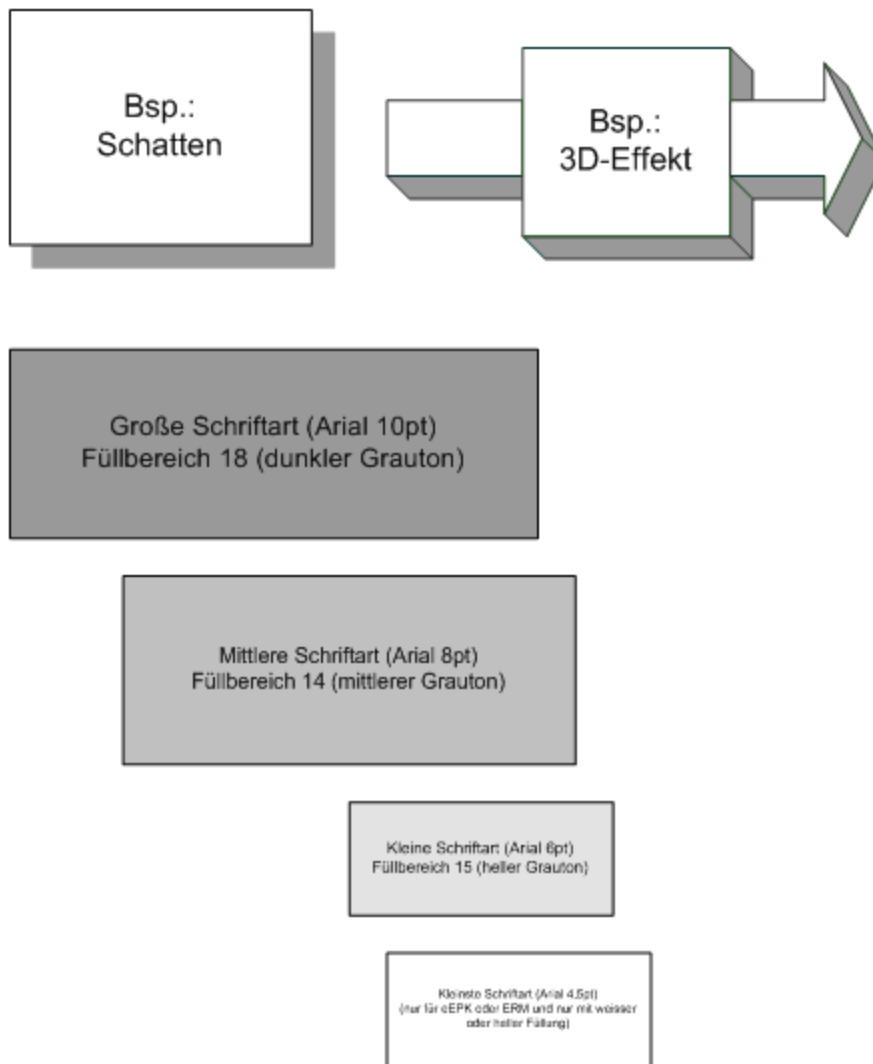 Bsp.:
Schatten
Bsp.:
3D-Effekt
Große Schriftart (Arial 10pt)
Füllbereich 18 (dunkler Grauton)
Mittlere Schriftart (Arial 8pt)
Füllbereich 14 (mittlerer Grauton)
Kleine Schriftart (Arial 6pt)
Füllbereich 15 (heller Grauton)
Kleinste Schriftart (Arial 4,5pt)
(nur für eEPK oder ERM und nur mit weisser
oder heller Füllung)